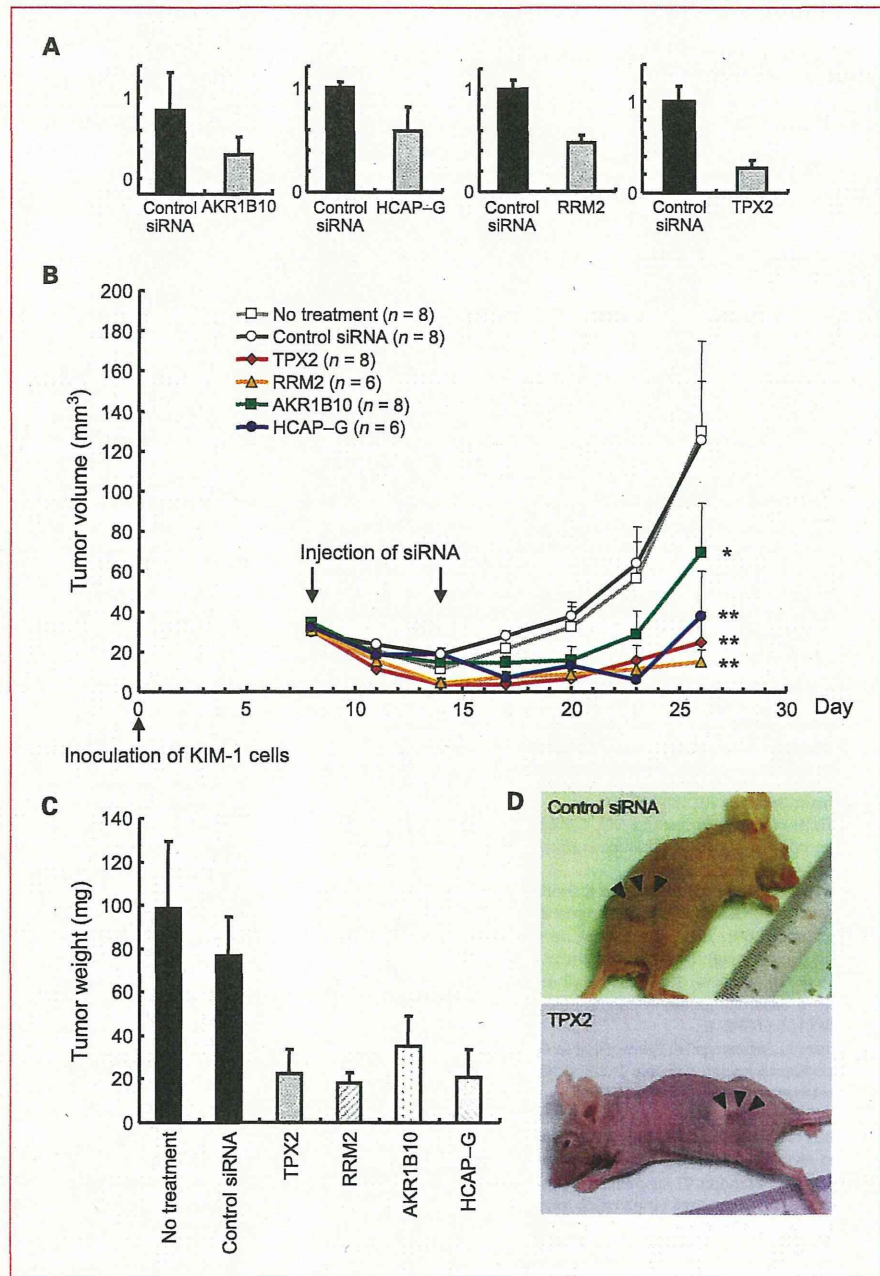 A
1
0
Control siRNA AKR1B10
1
0
Control siRNA HCAP–G
1
0
Control siRNA RRM2
1
0
Control siRNA TPX2
B
Tumor volume (mm³)
200
180
160
140
120
100
80
60
40
20
0
No treatment (n = 8)
Control siRNA (n = 8)
TPX2 (n = 8)
RRM2 (n = 6)
AKR1B10 (n = 8)
HCAP–G (n = 6)
Injection of siRNA
*
**
**
**
0 5 10 15 20 25 30 Day
Inoculation of KIM-1 cells
C
Tumor weight (mg)
140
120
100
80
60
40
20
0
No treatment
Control siRNA
TPX2
RRM2
AKR1B10
HCAP–G
D
Control siRNA
TPX2